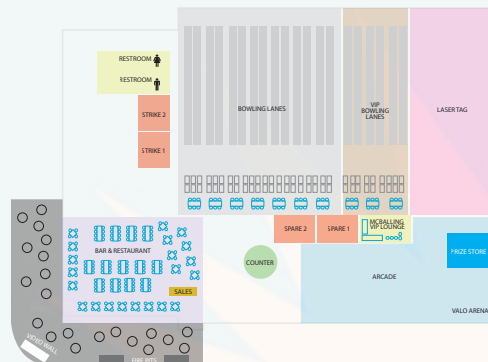 RESTROOM
RESTROOM
STRIKE 2
STRIKE 1
BOWLING LANES
VIP
BOWLING
LANES
LASER TAG
SPARE 2
SPARE 1
MCBALLING
VIP LOUNGE
BAR & RESTAURANT
COUNTER
PRIZE STORE
ARCADE
SALES
VALO ARENA
VIDEO WALL
FIRE PITS